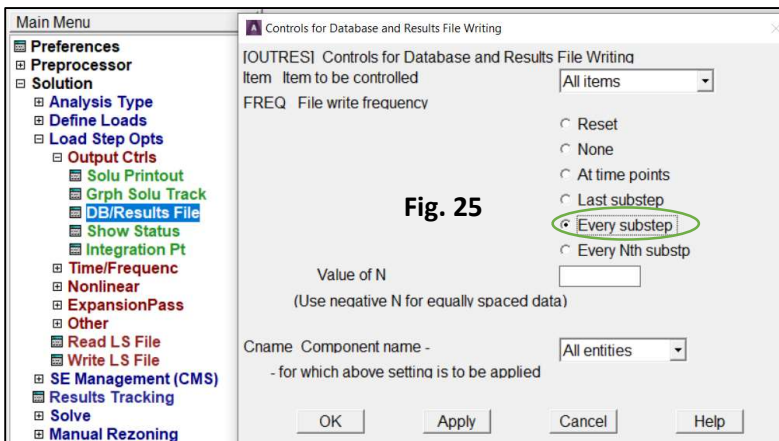 Main Menu
Preferences
Preprocessor
Solution
Analysis Type
Define Loads
Load Step Opts
Output Ctrls
Solu Printout
Grph Solu Track
DB/Results File
Show Status
Integration Pt
Time/Frequenc
Nonlinear
ExpansionPass
Other
Read LS File
Write LS File
SE Management (CMS)
Results Tracking
Solve
Manual Rezoning
Controls for Database and Results File Writing
[OUTRES] Controls for Database and Results File Writing
Item Item to be controlled
All items
FREQ File write frequency
Reset
None
At time points
Last substep
Every substep
Every Nth substp
Fig. 25
Value of N
(Use negative N for equally spaced data)
Cname Component name -
All entities
- for which above setting is to be applied
OK
Apply
Cancel
Help